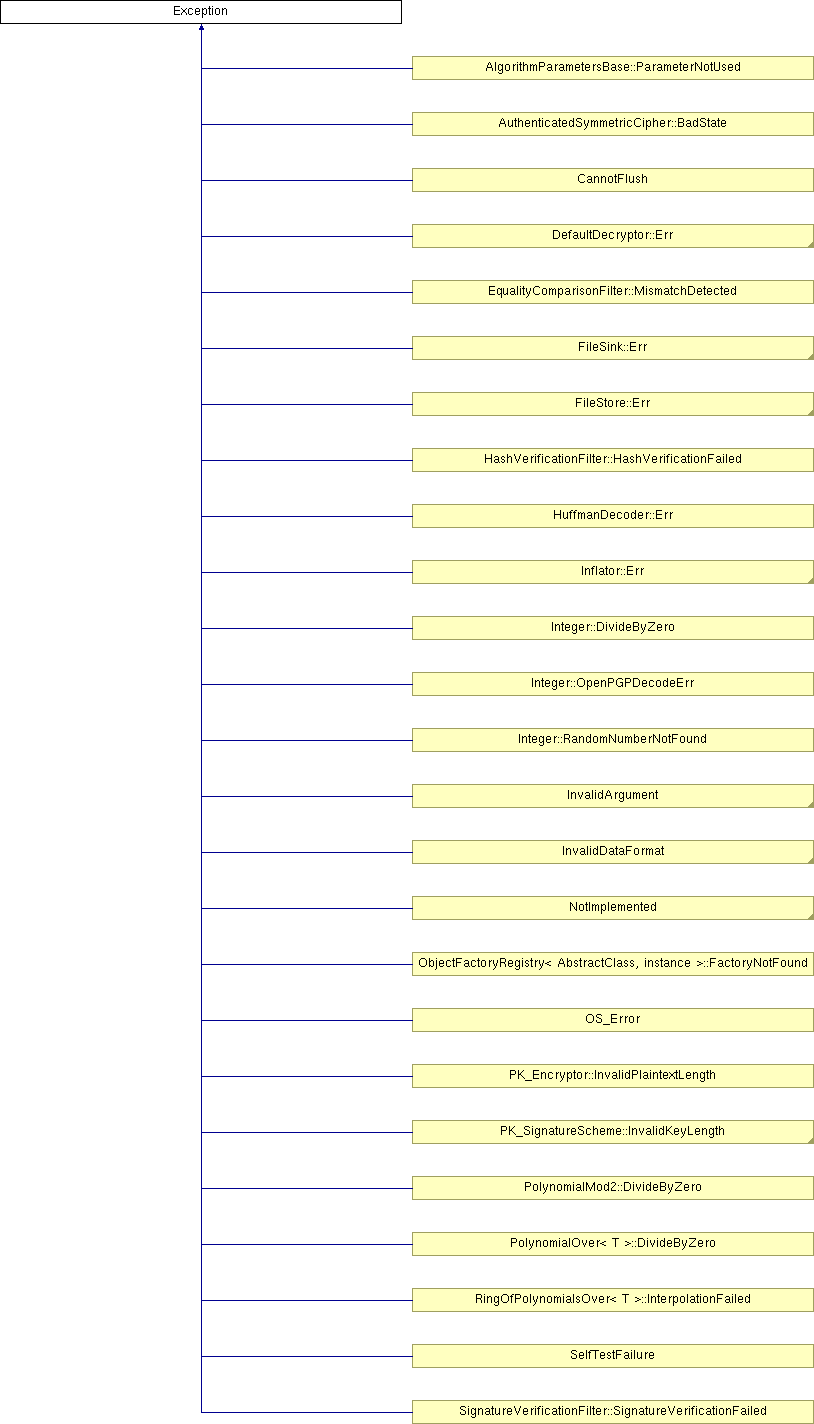 Exception
AlgorithmParametersBase::ParameterNotUsed
AuthenticatedSymmetricCipher::BadState
CannotFlush
DefaultDecryptor::Err
EqualityComparisonFilter::MismatchDetected
FileSink::Err
FileStore::Err
HashVerificationFilter::HashVerificationFailed
HuffmanDecoder::Err
Inflator::Err
Integer::DivideByZero
Integer::OpenPGPDecodeErr
Integer::RandomNumberNotFound
InvalidArgument
InvalidDataFormat
NotImplemented
ObjectFactoryRegistry< AbstractClass, instance >::FactoryNotFound
OS_Error
PK_Encryptor::InvalidPlaintextLength
PK_SignatureScheme::InvalidKeyLength
PolynomialMod2::DivideByZero
PolynomialOver< T >::DivideByZero
RingOfPolynomialsOver< T >::InterpolationFailed
SelfTestFailure
SignatureVerificationFilter::SignatureVerificationFailed